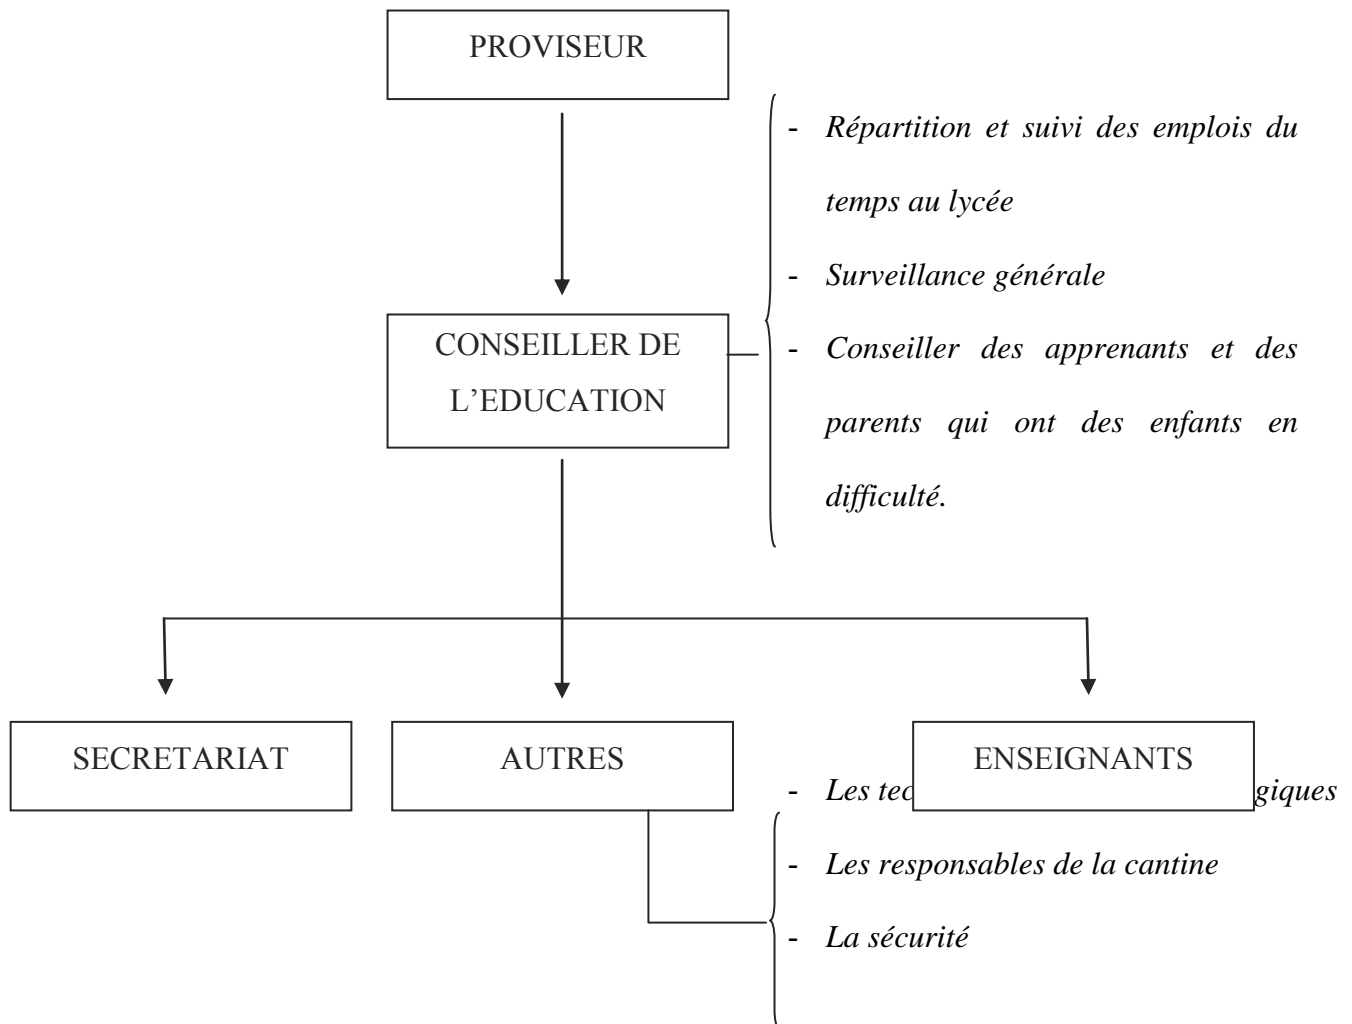 PROVISEUR
- Répartition et suivi des emplois du
temps au lycée
- Surveillance générale
CONSEILLER DE
L’EDUCATION
- Conseiller des apprenants et des
parents qui ont des enfants en
difficulté.
SECRETARIAT
AUTRES
ENSEIGNANTS
- Les
- Les responsables de la cantine
- La sécurité